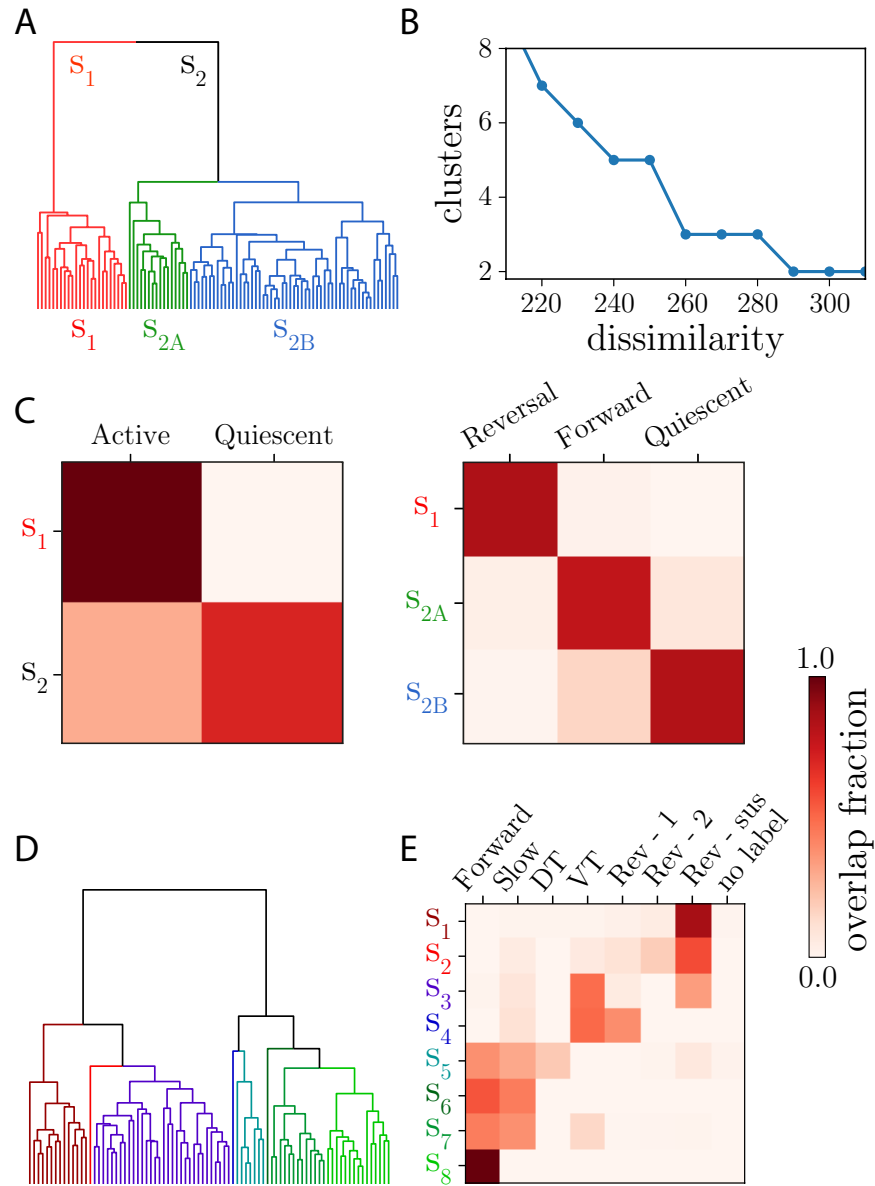 A
S1
S2
S1
S2A
S2B
B
clusters
8
6
4
2
220
240
260
280
300
dissimilarity
C
Active
Quiescent
S1
S2
Reversal
Forward
Quiescent
S1
S2A
S2B
1.0
0.0
overlap fraction
D
E
Forward
Slow
DT
VT
Rev - 1
Rev - 2
Rev - sus
no label
S1
S2
S3
S4
S5
S6
S7
S8